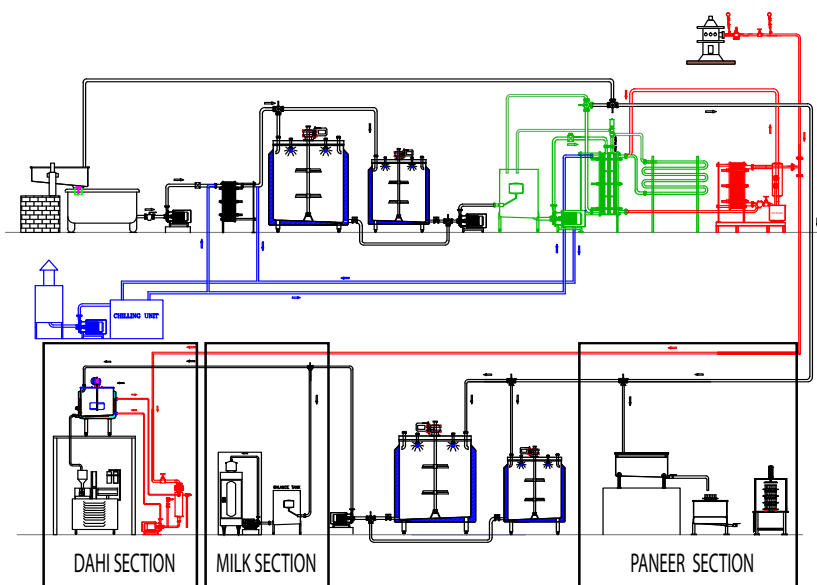 CHILLING UNIT
BALANCE TANK
DAHI SECTION
MILK SECTION
PANEER SECTION